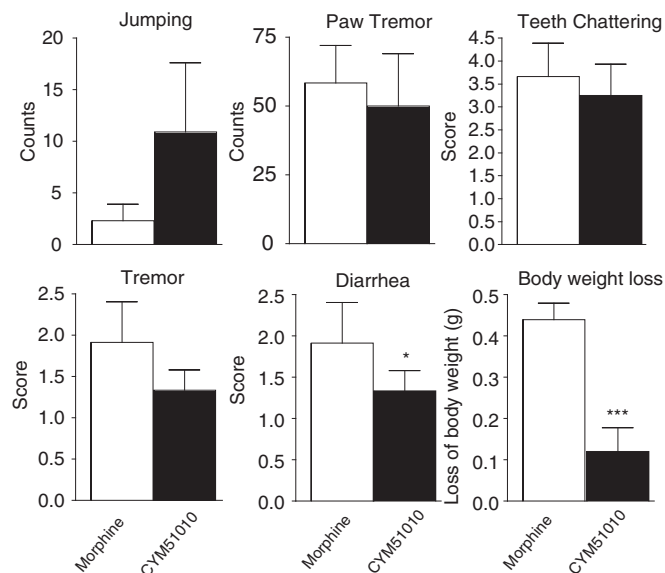 Jumping
Counts
20
15
10
5
0
Paw Tremor
Counts
75
50
25
0
Teeth Chattering
Score
4.5
4.0
3.5
3.0
2.5
2.0
1.5
1.0
0.5
0.0
Tremor
Score
2.5
2.0
1.5
1.0
0.5
0.0
Morphine
CYM51010
Diarrhea
Score
2.5
2.0
1.5
1.0
0.5
0.0
*
Morphine
CYM51010
Body weight loss
Loss of body weight (g)
0.5
0.4
0.3
0.2
0.1
0.0
***
Morphine
CYM51010